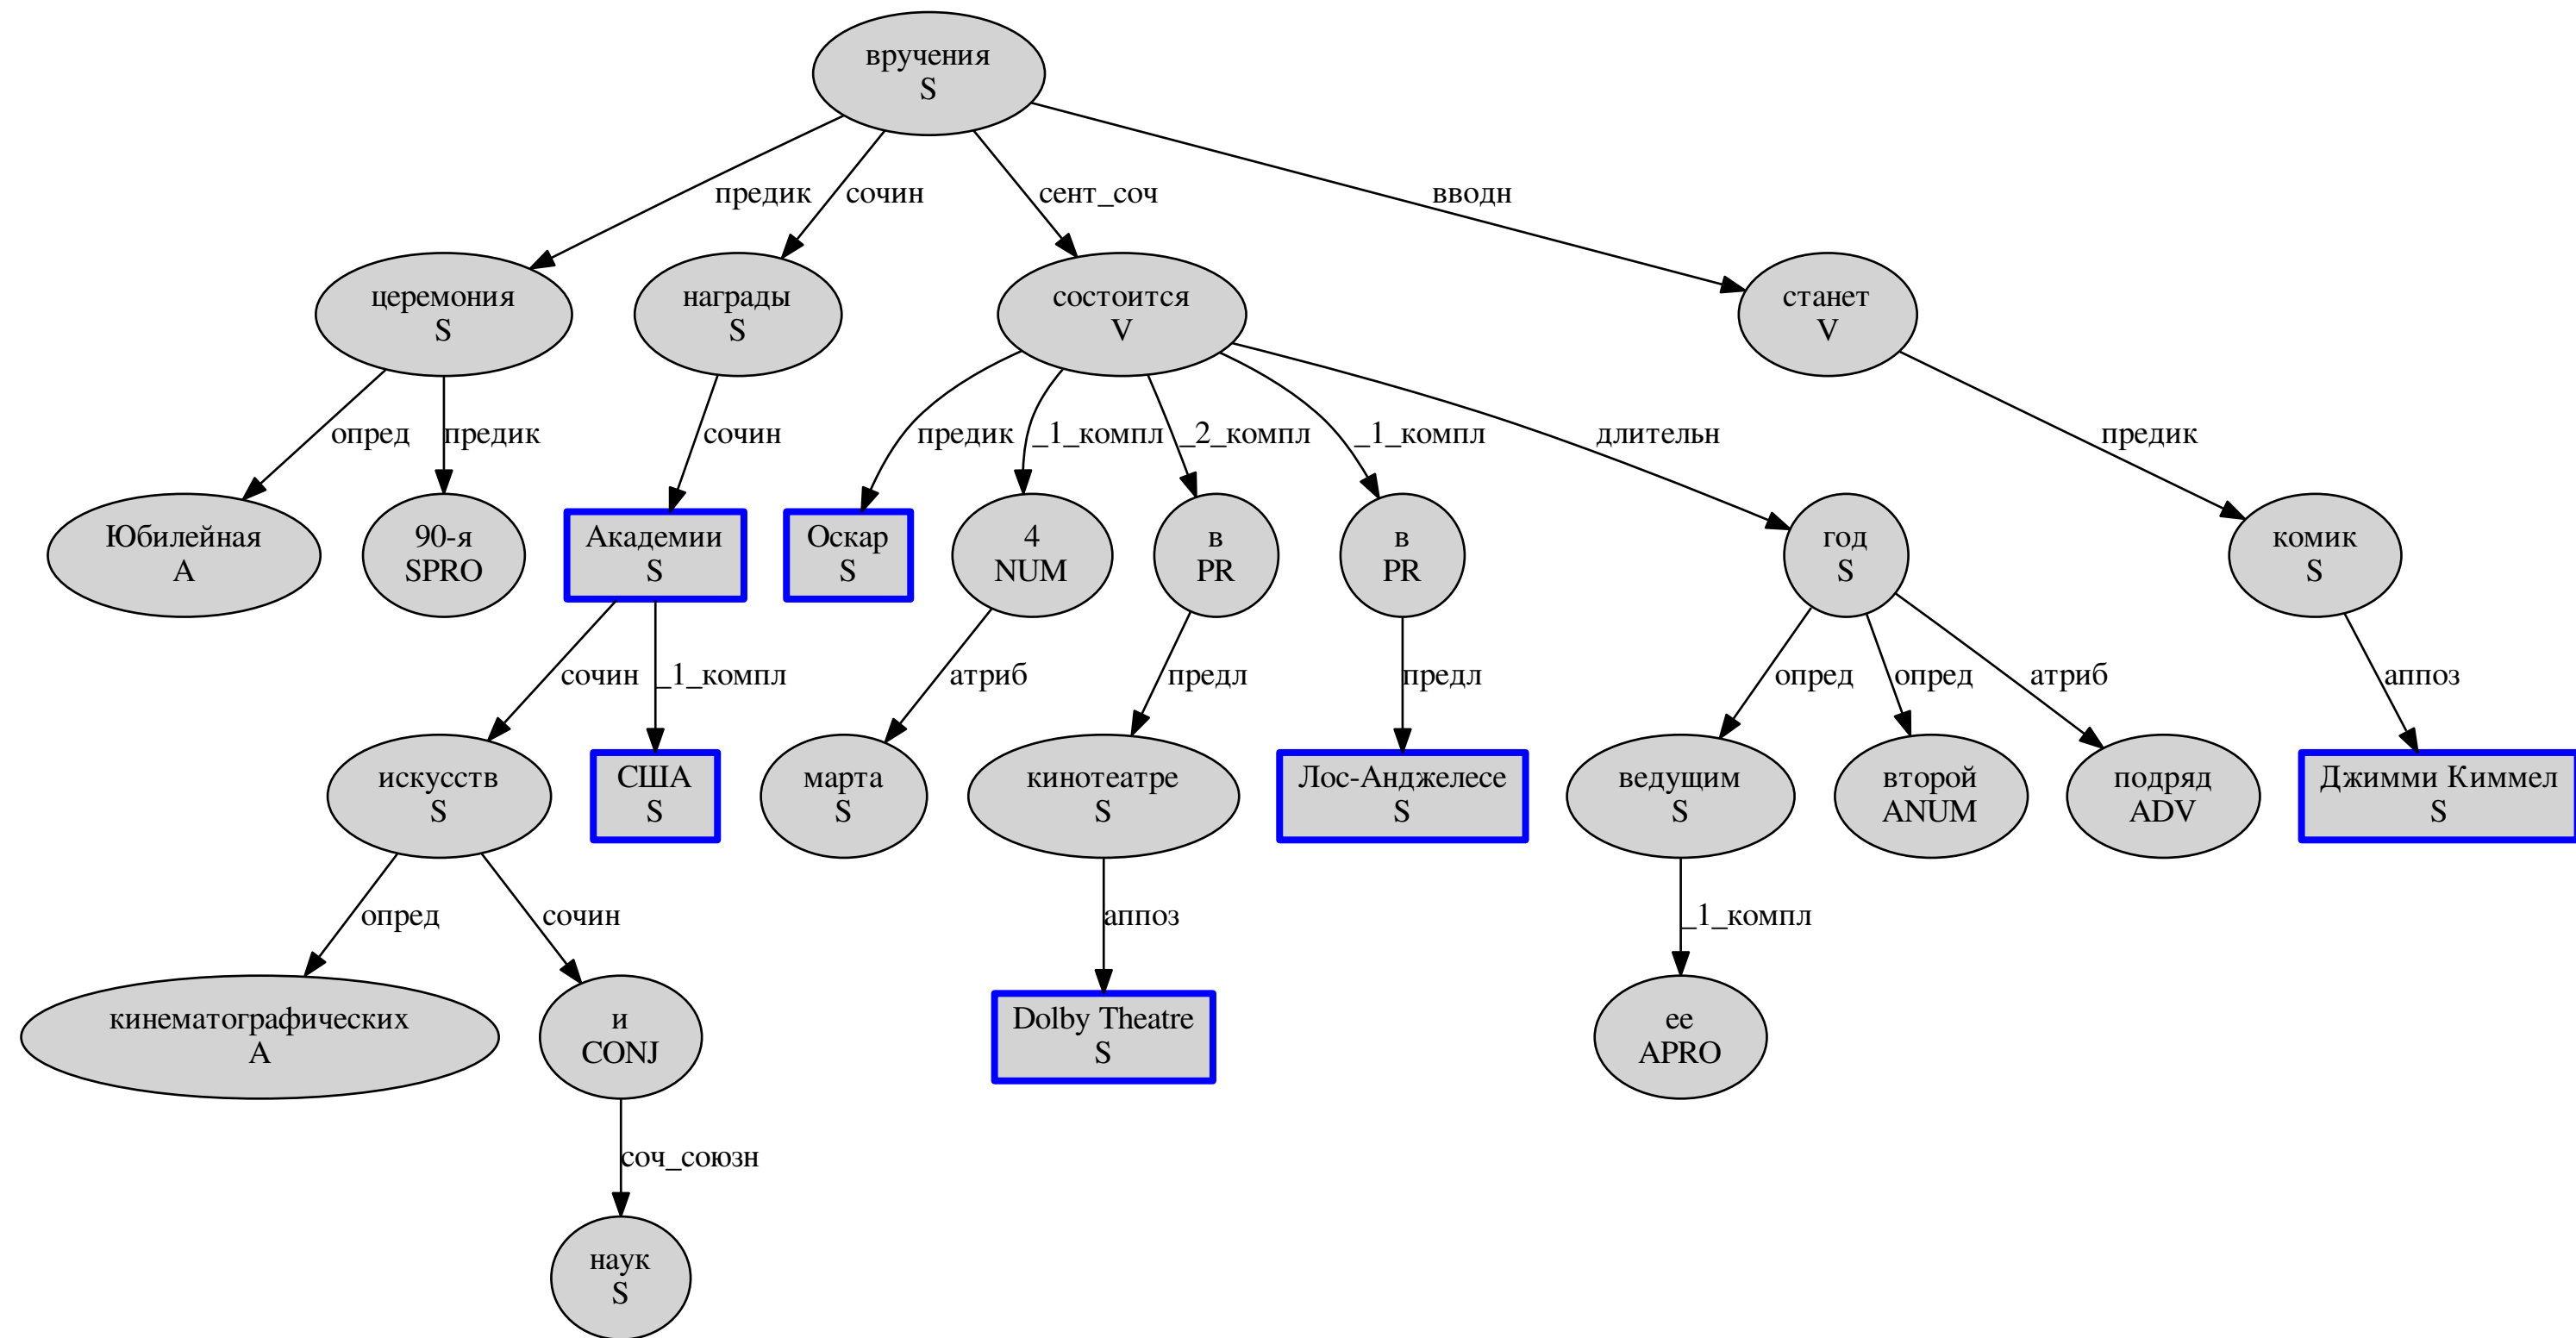 вручения
S
предик
сочин
сент_соч
вводн
церемония
S
награды
S
состоится
V
станет
V
опред
предик
сочин
предик
_1_компл
_2_компл
_1_компл
длительн
предик
Юбилейная
A
90-я
SPRO
Академии
S
Оскар
S
4
NUM
в
PR
в
PR
год
S
комик
S
сочин
_1_компл
атриб
предл
предл
опред
опред
атриб
аппоз
искусств
S
США
S
марта
S
кинотеатре
S
Лос-Анджелесе
S
ведущим
S
второй
ANUM
подряд
ADV
Джимми Киммел
S
опред
сочин
аппоз
_1_компл
кинематографических
A
и
CONJ
Dolby Theatre
S
ее
APRO
соч_союзн
наук
S